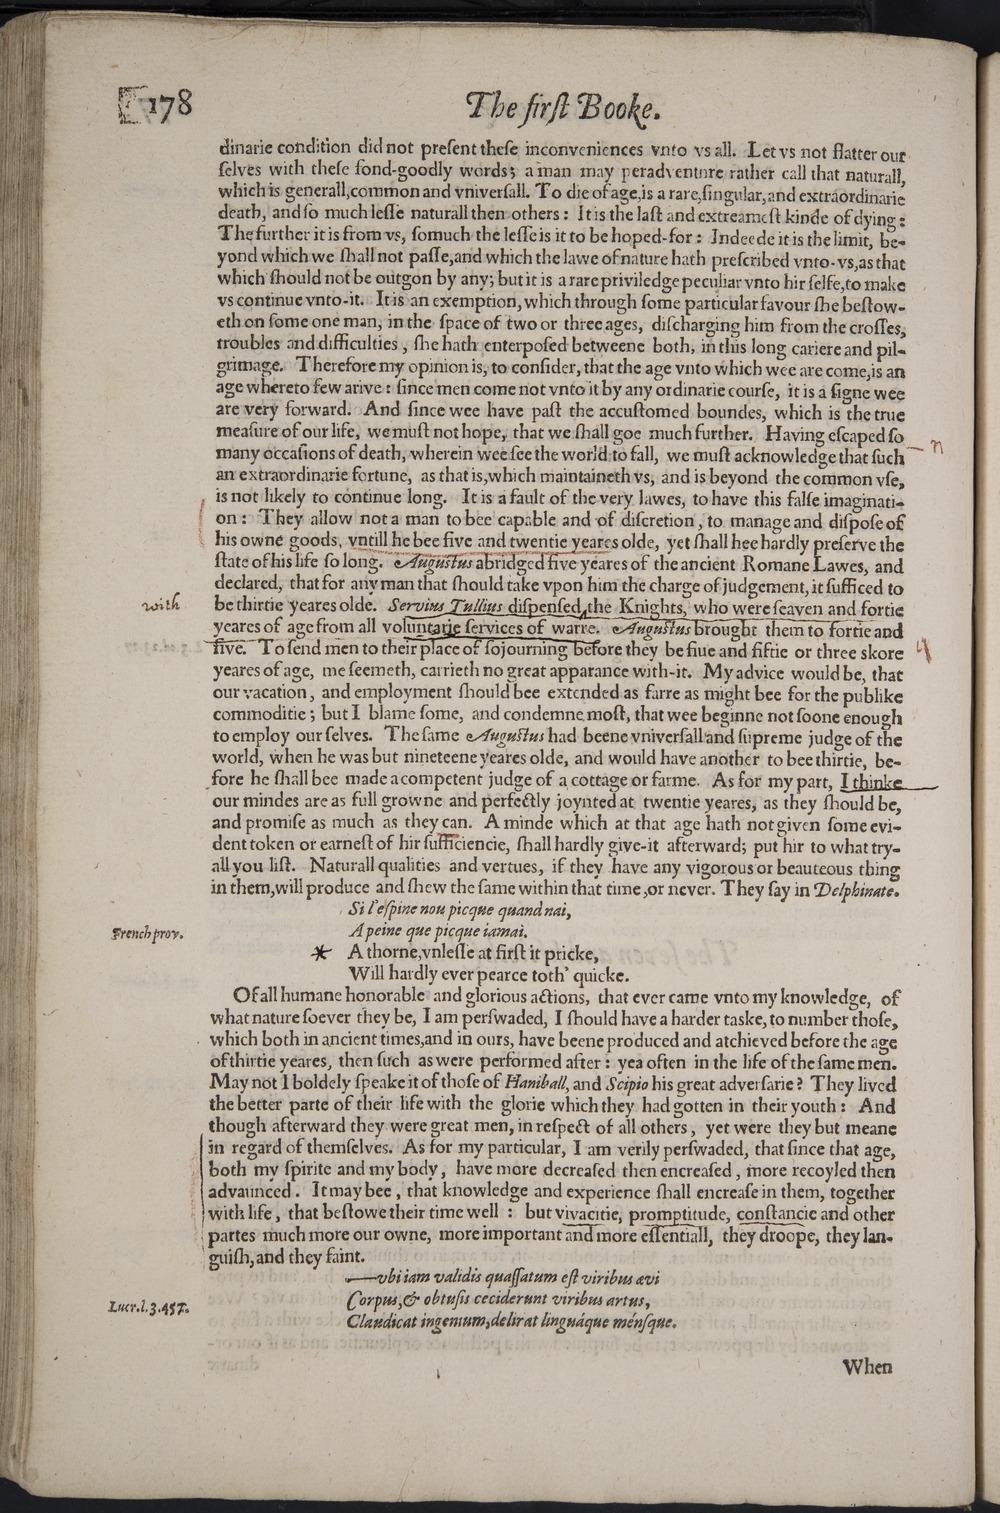 178
The firſt Booke.
dinarie condition did not preſent theſe inconveniences vnto vs all. Let vs not flatter our
ſelves with theſe fond-goodly words; a man may peradventure rather call that naturall,
which is generall, common and vniverſall. To die of age, is a rare, ſingular, and extraordinarie
death, and ſo much leſſe naturall then others: It is the laſt and extreameſt kinde of dying:
The further it is from vs, ſo much the leſſe is it to be hoped-for: Indeede it is the limit, be-
yond which we ſhall not paſſe, and which the lawe of nature hath preſcribed vnto-vs, as that
which ſhould not be outgon by any; but it is a rare priviledge peculiar vnto hir ſelfe, to make
vs continue vnto-it. It is an exemption, which through ſome particular favour ſhe beſtow-
eth on ſome one man, in the ſpace of two or three ages, diſcharging him from the croſſes,
troubles and difficulties, ſhe hath enterpoſed betweene both, in this long cariere and pil-
grimage. Therefore my opinion is, to conſider, that the age vnto which wee are come, is an
age whereto few arive: ſince men come not vnto it by any ordinarie courſe, it is a ſigne wee
are very forward. And ſince wee have paſt the accuſtomed boundes, which is the true
meaſure of our life, we muſt not hope, that we ſhall goe much further. Having eſcaped ſo
many occaſions of death, wherein wee ſee the world to fall, we muſt acknowledge that ſuch
n
an extraordinarie fortune, as that is, which maintaineth vs, and is beyond the common vſe,
is not likely to continue long. It is a fault of the very lawes, to have this falſe imaginati-
on: They allow not a man to bee capable and of diſcretion, to manage and diſpoſe of
his owne goods, vntill he bee five and twentie yeares olde, yet ſhall hee hardly preſerve the
ſtate of his life ſo long. Auguſtus abridged five yeares of the ancient Romane Lawes, and
declared, that for any man that ſhould take vpon him the charge of judgement, it ſufficed to
with
be thirtie yeares olde. Servius Tullius diſpenſed the Knights, who were ſeaven and fortie
yeares of age from all voluntarie ſervices of warre. Auguſtus brought them to fortie and
five. To ſend men to their place of ſojourning before they be fiue and fiftie or three skore
yeares of age, me ſeemeth, carrieth no great apparance with-it. My advice would be, that
our vacation, and employment ſhould bee extended as farre as might bee for the publike
commoditie; but I blame ſome, and condemne moſt, that wee beginne not ſoone enough
to employ our ſelves. The ſame Auguſtus had beene vniverſall and ſupreme judge of the
world, when he was but nineteene yeares olde, and would have another to bee thirtie, be-
fore he ſhall bee made a competent judge of a cottage or farme. As for my part, I thinke
our mindes are as full growne and perfectly joynted at twentie yeares, as they ſhould be,
and promiſe as much as they can. A minde which at that age hath not given ſome evi-
dent token or earneſt of hir ſufficiencie, ſhall hardly give-it afterward; put hir to what try-
all you liſt. Naturall qualities and vertues, if they have any vigorous or beauteous thing
in them, will produce and ſhew the ſame within that time, or never. They ſay in Delphinate.
Si l'eſpine nou picque quand nai,
French prov.
A peine que picque iamai.
* A thorne, vnleſſe at firſt it pricke,
Will hardly ever pearce toth' quicke.
Of all humane honorable and glorious actions, that ever came vnto my knowledge, of
what nature ſoever they be, I am perſwaded, I ſhould have a harder taske, to number thoſe,
which both in ancient times, and in ours, have beene produced and atchieved before the age
of thirtie yeares, then ſuch as were performed after: yea often in the life of the ſame men.
May not I boldely ſpeake it of thoſe of Haniball, and Scipio his great adverſarie? They lived
the better parte of their life with the glorie which they had gotten in their youth: And
though afterward they were great men, in reſpect of all others, yet were they but meane
in regard of themſelves. As for my particular, I am verily perſwaded, that ſince that age,
both my ſpirite and my body, have more decreaſed then encreaſed, more recoyled then
advaunced. It may bee, that knowledge and experience ſhall encreaſe in them, together
with life, that beſtowe their time well: but vivacitie, promptitude, conſtancie and other
partes much more our owne, more important and more eſſentiall, they droope, they lan-
guiſh, and they faint.
—vbi iam validis quaſſatum eſt viribus ævi
Lucr. l. 3. 457.
Corpus, & obtuſis ceciderunt viribus artus,
Claudicat ingenium, delirat linguáque ménſque.
When